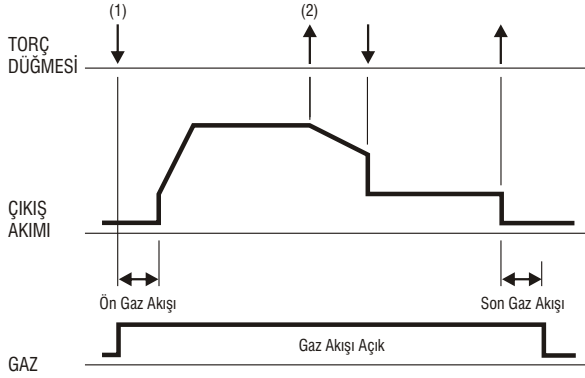 (1) (2)
TORÇ
DÜĞMESİ
ÇIKIŞ
AKIMI
Ön Gaz Akışı
Son Gaz Akışı
Gaz Akışı Açık
GAZ